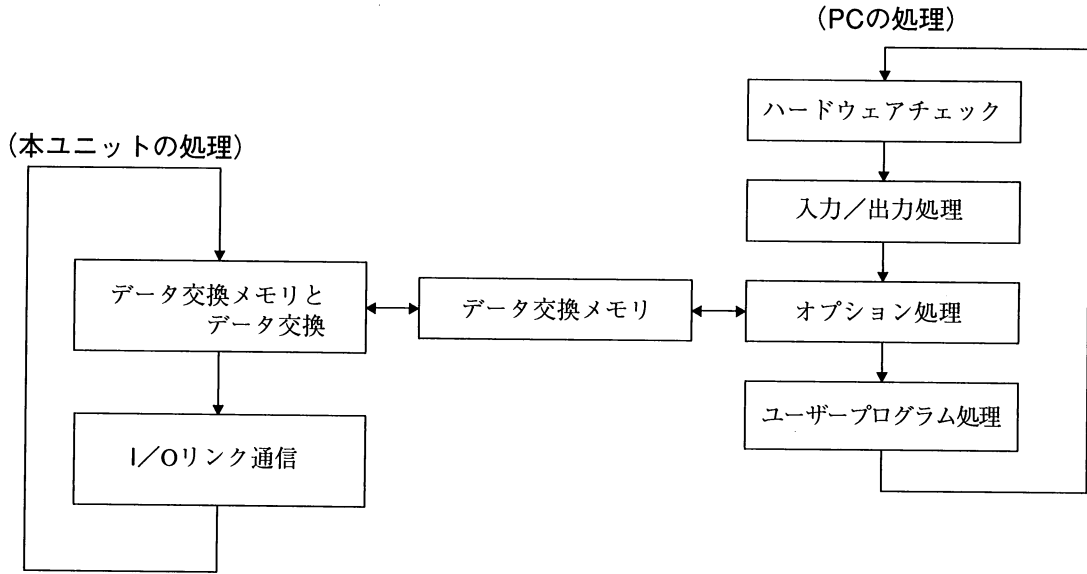 (PCの処理)
ハードウェアチェック
(本ユニットの処理)
入力/出力処理
データ交換メモリと
データ交換
データ交換メモリ
オプション処理
ユーザープログラム処理
I/Oリンク通信